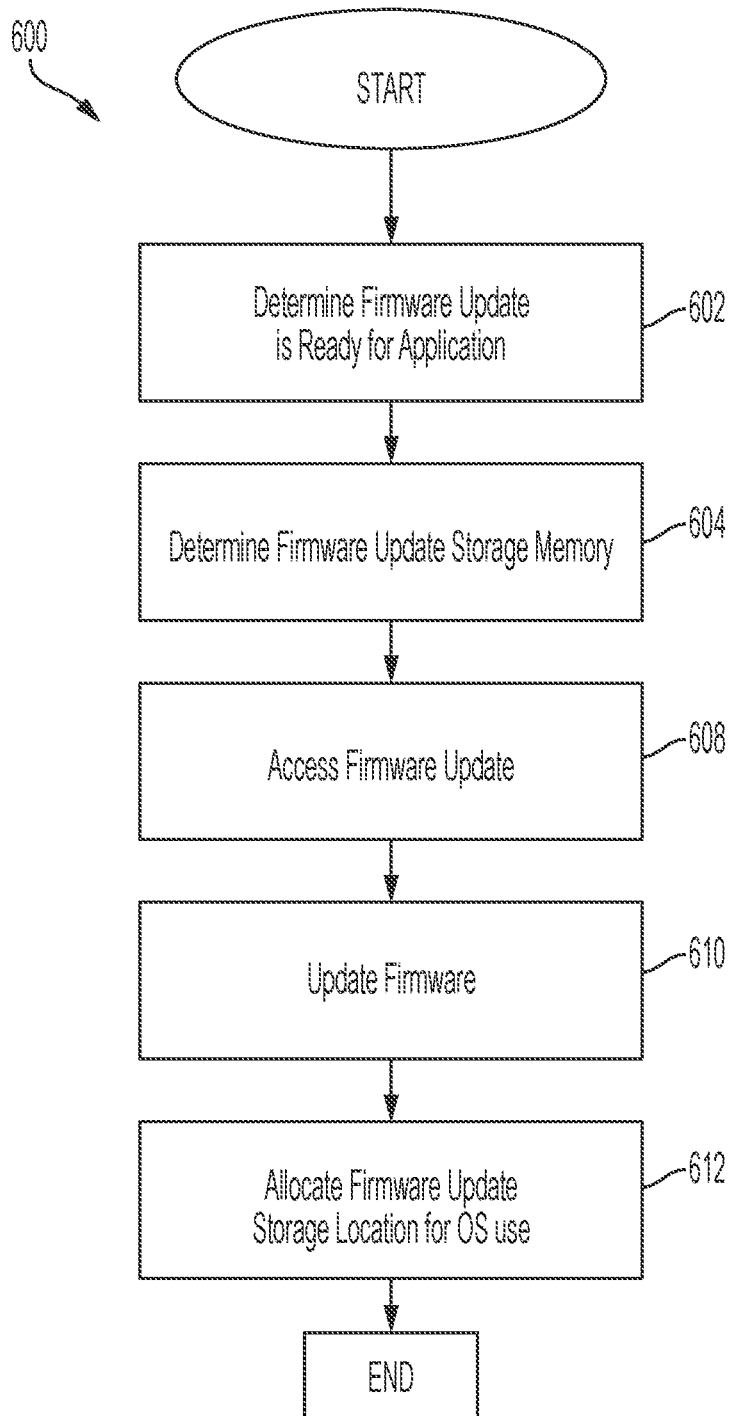 600
START
Determine Firmware Update
is Ready for Application
602
Determine Firmware Update Storage Memory
604
Access Firmware Update
608
Update Firmware
610
Allocate Firmware Update
Storage Location for OS use
612
END